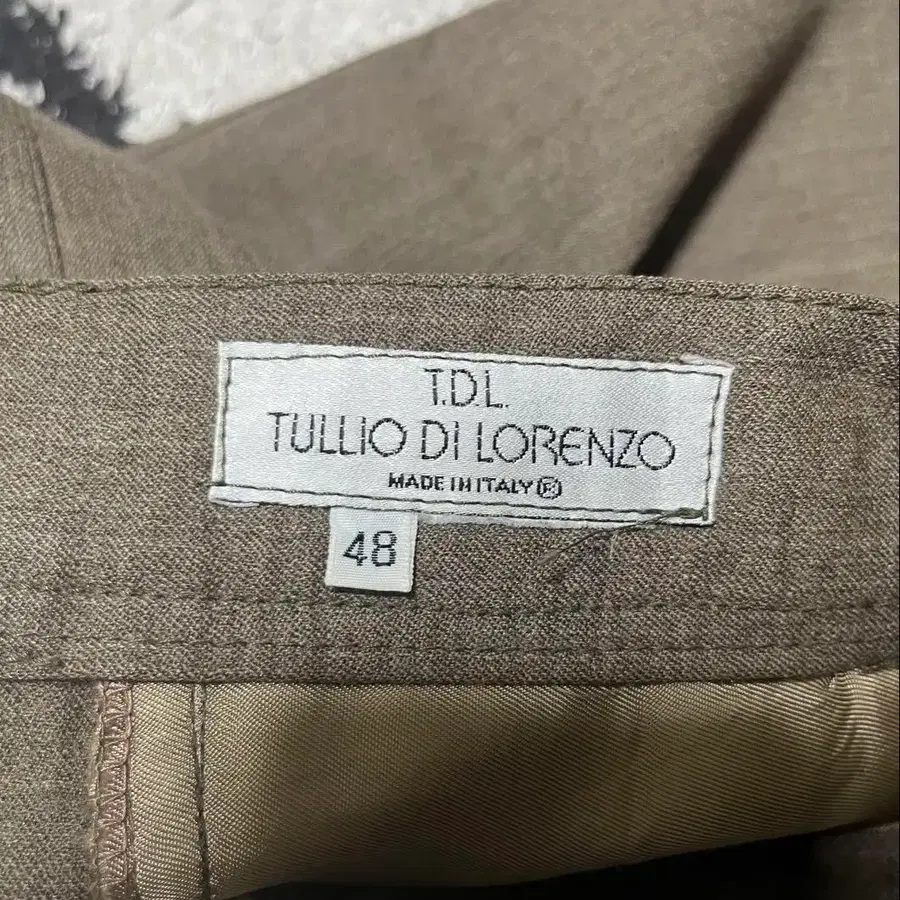 T.D.L.
TULLIO DI LORENZO
MADE IN ITALY®
48